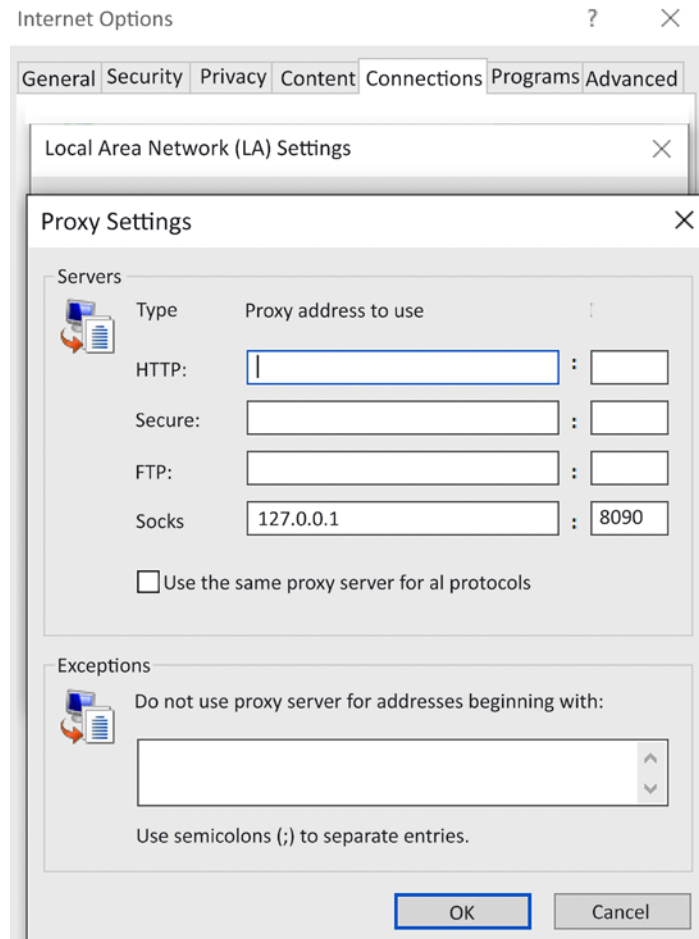 Internet Options ?
General Security Privacy Content Connections Programs Advanced
Local Area Network (LA) Settings
Proxy Settings
Servers
Type Proxy address to use
HTTP: :
Secure: :
FTP: :
Socks 127.0.0.1 : 8090
Use the same proxy server for al protocols
Exceptions
Do not use proxy server for addresses beginning with:
Use semicolons (;) to separate entries.
OK Cancel